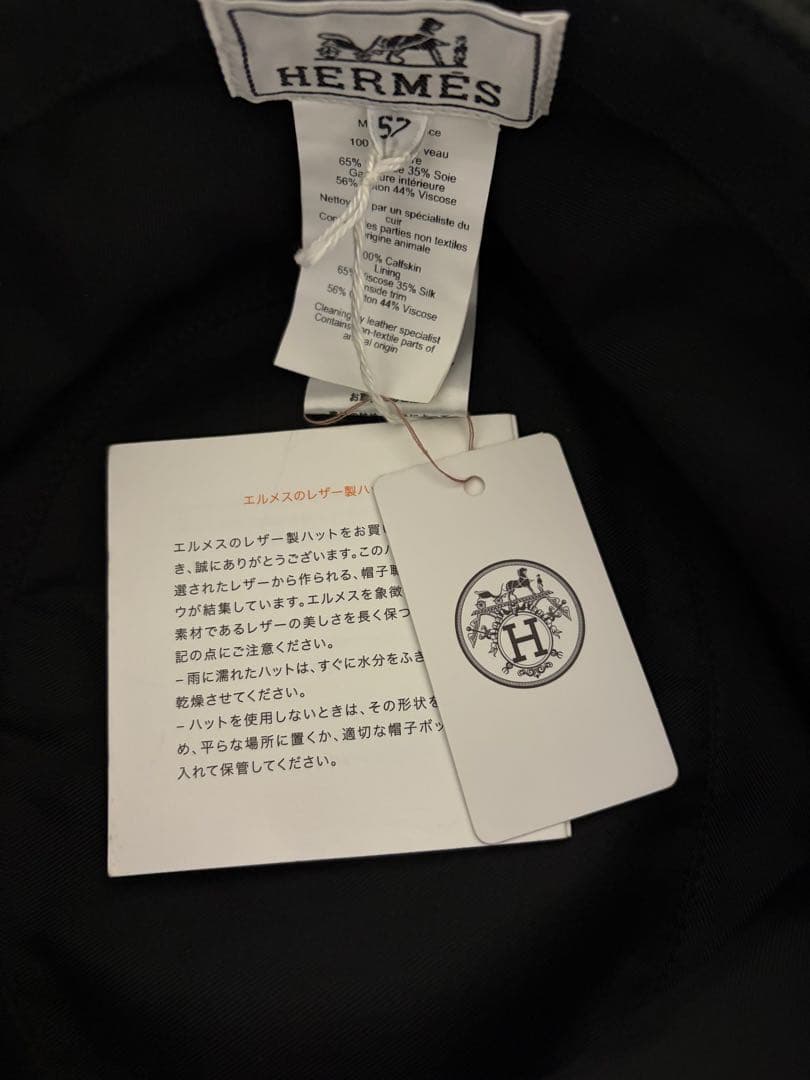 HERMÈS
57
100 veau
65% 35% Soie
intérieure
56% 44% Viscose
par un spécialiste du
cuir
parties non textiles
origine animale
Calfskin
Lining
65% Viscose 35% Silk
Inside trim
56% 44% Viscose
Cleaning by leather specialist
Contains non-textile parts of
origin
エルメスのレザー製ハ
エルメスのレザー製ハットをお買い
き、誠にありがとうございます。この
選されたレザーから作られる、帽子
ウが結集しています。エルメスを象徴
素材であるレザーの美しさを長く保つ
記の点にご注意ください。
–雨に濡れたハットは、すぐに水分をふき
乾燥させてください。
–ハットを使用しないときは、その形状を
め、平らな場所に置くか、適切な帽子ボッ
入れて保管してください。
H